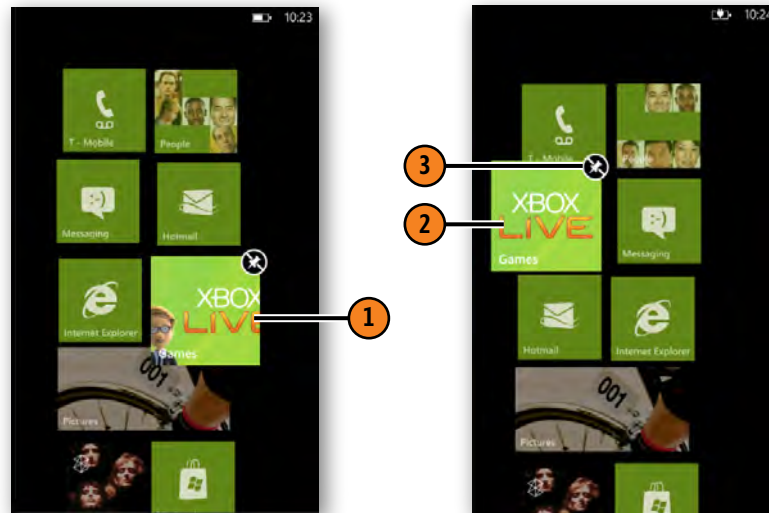 10:23
T - Mobile
People
Messaging
Hotmail
Internet Explorer
XBOX
LIVE
Games
001
Pictures
1
10:24
T - Mobile
3
2
XBOX
LIVE
Games
Messaging
Hotmail
Internet Explorer
001
Pictures